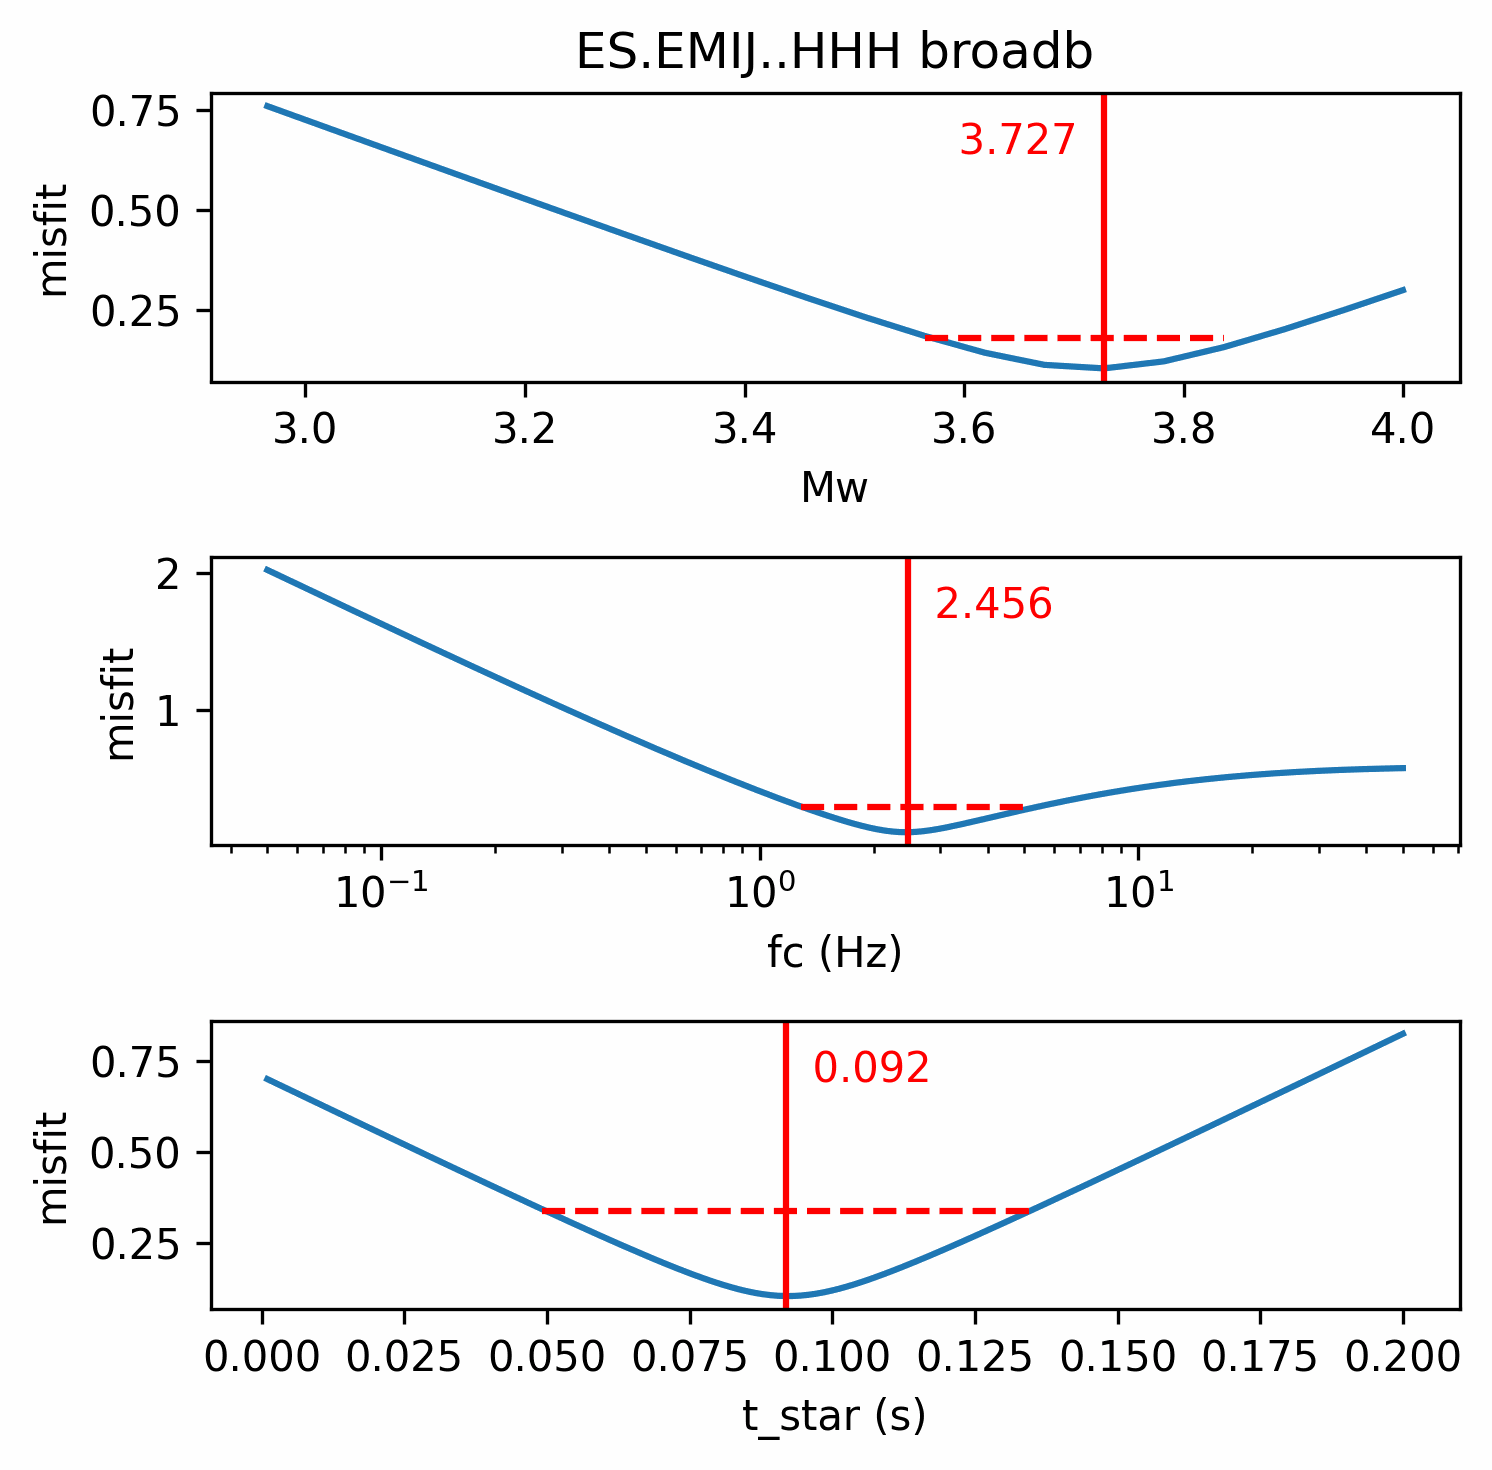 ES.EMIJ..HHH broadb
0.75
0.50
0.25
misfit
3.727
3.0 3.2 3.4 3.6 3.8 4.0
Mw
2
1
misfit
2.456
10⁻¹ 10⁰ 10¹
fc (Hz)
0.75
0.50
0.25
misfit
0.092
0.000 0.025 0.050 0.075 0.100 0.125 0.150 0.175 0.200
t_star (s)